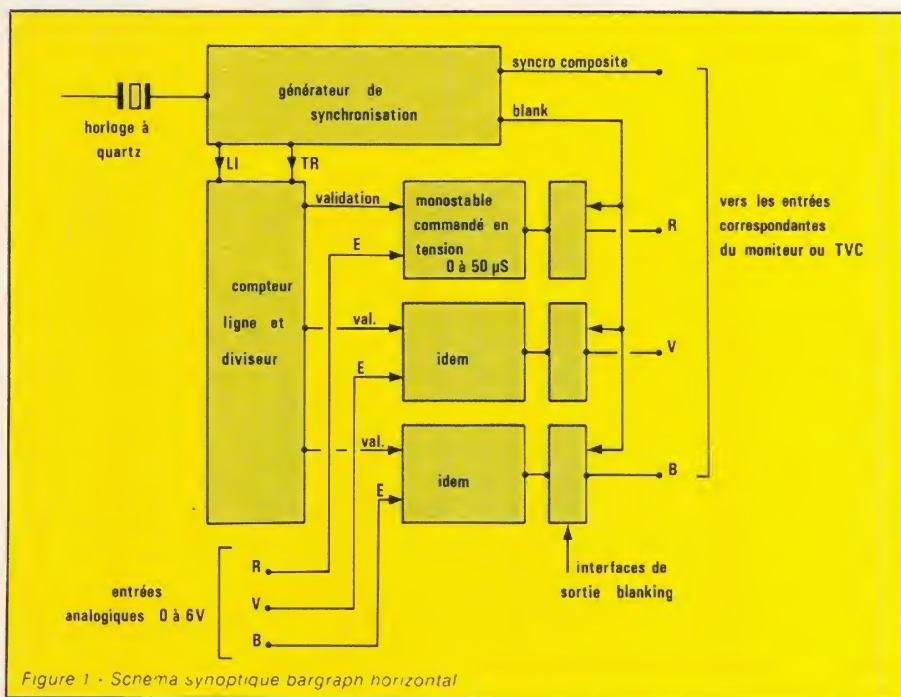 syncro composite
générateur de
synchronisation
blank
horloge à
quartz
LI
TR
validation
monostable
commandé en
tension
0 à 50 µS
E
R
vers les entrées
correspondantes
du moniteur ou TVC
compteur
ligne et
diviseur
val.
E
idem
V
val.
E
idem
B
entrées
analogiques 0 à 6V
R
V
B
interfaces de
sortie blanking
Figure 1 - Schema synoptique bargraph horizontal